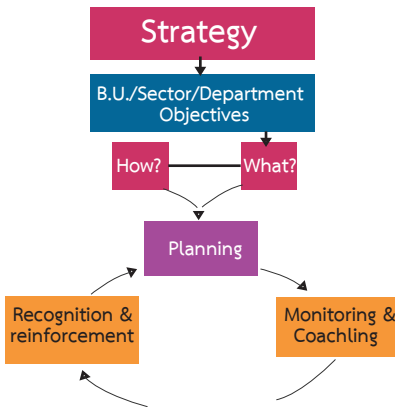 Strategy
B.U./Sector/Department
Objectives
How?
What?
Planning
Recognition &
reinforcement
Monitoring &
Coachling